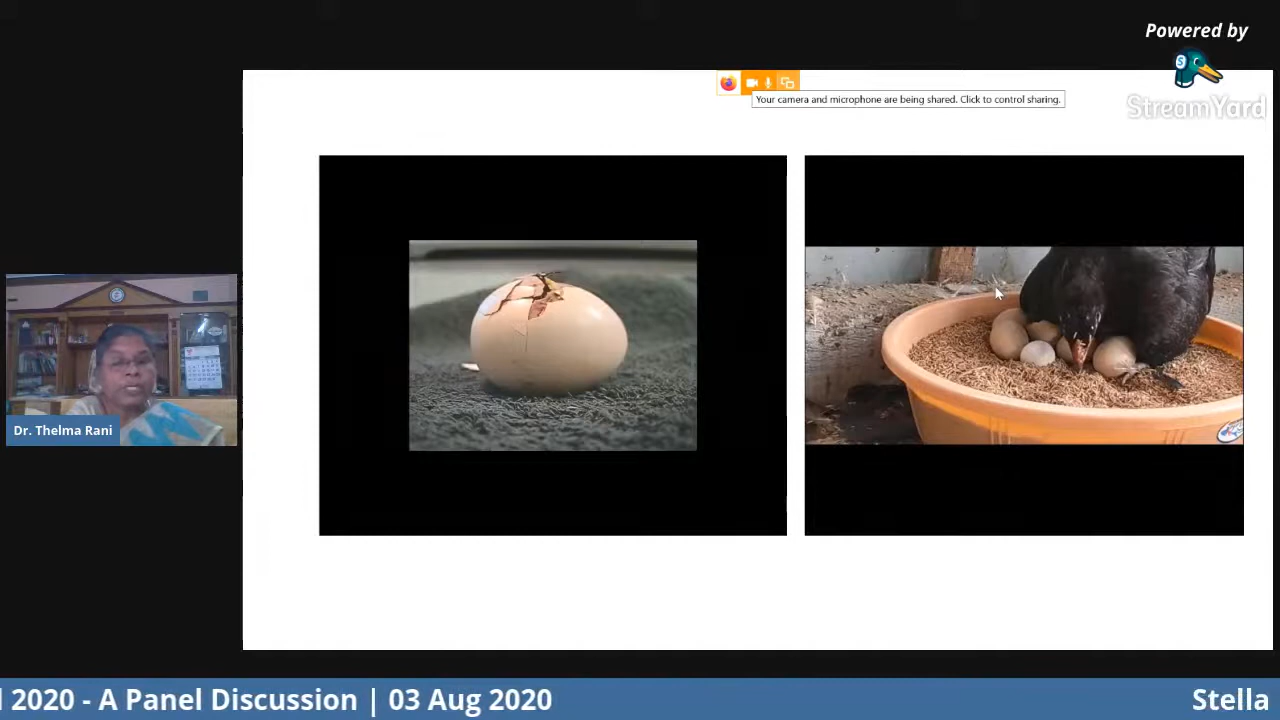 Powered by
StreamYard
Your camera and microphone are being shared. Click to control sharing.
Dr. Thelma Rani
2020 - A Panel Discussion | 03 Aug 2020
Stella